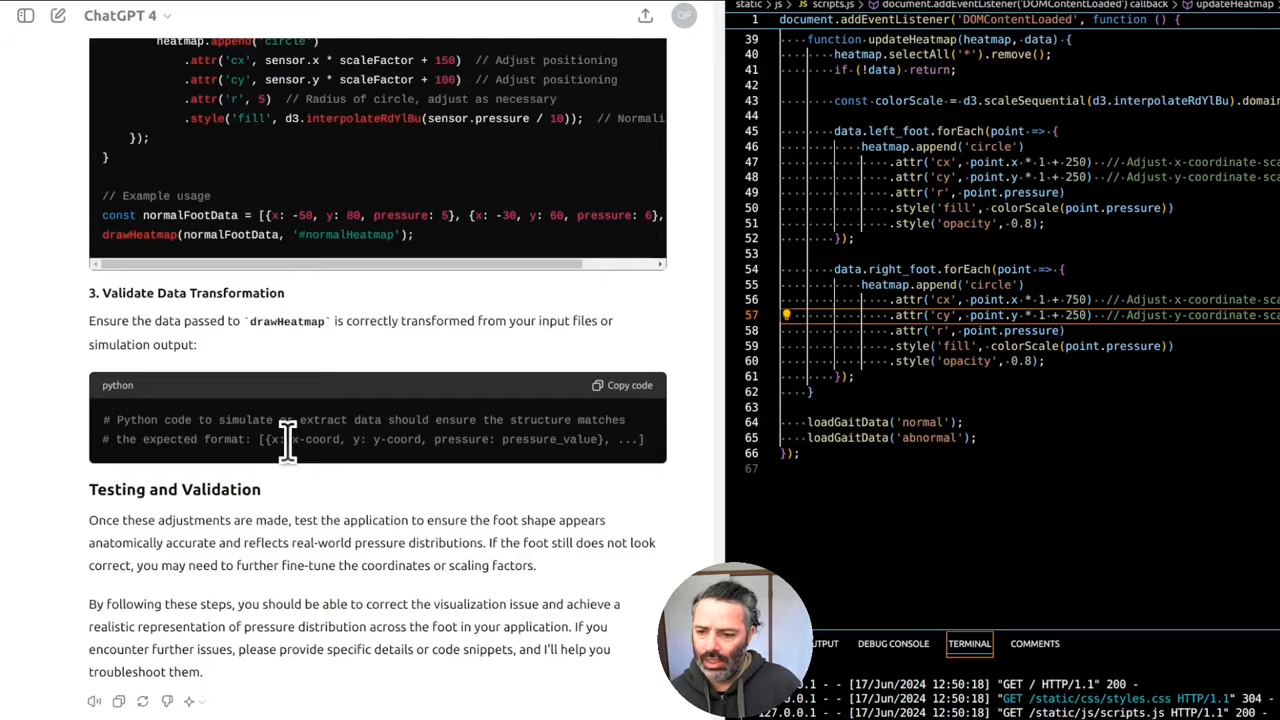 ChatGPT 4
OP
heatmap.append('circle')
.attr('cx', sensor.x * scaleFactor + 150)  // Adjust positioning
.attr('cy', sensor.y * scaleFactor + 100)  // Adjust positioning
.attr('r', 5)  // Radius of circle, adjust as necessary
.style('fill', d3.interpolateRdYlBu(sensor.pressure / 10));  // Normali
});
}
// Example usage
const normalFootData = [{x: -50, y: 80, pressure: 5}, {x: -30, y: 60, pressure: 6},
drawHeatmap(normalFootData, '#normalHeatmap');
3. Validate Data Transformation
Ensure the data passed to `drawHeatmap` is correctly transformed from your input files or
simulation output:
python
Copy code
# Python code to simulate or extract data should ensure the structure matches
# the expected format: [{x: x-coord, y: y-coord, pressure: pressure_value}, ...]
Testing and Validation
Once these adjustments are made, test the application to ensure the foot shape appears
anatomically accurate and reflects real-world pressure distributions. If the foot still does not look
correct, you may need to further fine-tune the coordinates or scaling factors.
By following these steps, you should be able to correct the visualization issue and achieve a
realistic representation of pressure distribution across the foot in your application. If you
encounter further issues, please provide specific details or code snippets, and I'll help you
troubleshoot them.
static > js > JS scripts.js > document.addEventListener('DOMContentLoaded') callback > updateHeatmap
1 document.addEventListener('DOMContentLoaded', function () {
39 function updateHeatmap(heatmap, data) {
40 heatmap.selectAll('*').remove();
41 if (!data) return;
42
43 const colorScale = d3.scaleSequential(d3.interpolateRdYlBu).domain
44
45 data.left_foot.forEach(point => {
46 heatmap.append('circle')
47 .attr('cx', point.x * 1 + 250) // Adjust x-coordinate sca
48 .attr('cy', point.y * 1 + 250) // Adjust y-coordinate sca
49 .attr('r', point.pressure)
50 .style('fill', colorScale(point.pressure))
51 .style('opacity', 0.8);
52 });
53
54 data.right_foot.forEach(point => {
55 heatmap.append('circle')
56 .attr('cx', point.x * 1 + 750) // Adjust x-coordinate sca
57 .attr('cy', point.y * 1 + 250) // Adjust y-coordinate sca
58 .attr('r', point.pressure)
59 .style('fill', colorScale(point.pressure))
60 .style('opacity', 0.8);
61 });
62 }
63
64 loadGaitData('normal');
65 loadGaitData('abnormal');
66 });
67
UTPUT DEBUG CONSOLE TERMINAL COMMENTS
.0.1 - - [17/Jun/2024 12:50:18] "GET / HTTP/1.1" 200 -
.0.1 - - [17/Jun/2024 12:50:18] "GET /static/css/styles.css HTTP/1.1" 304 -
127.0.0.1 - - [17/Jun/2024 12:50:18] "GET /static/js/scripts.js HTTP/1.1" 200 -